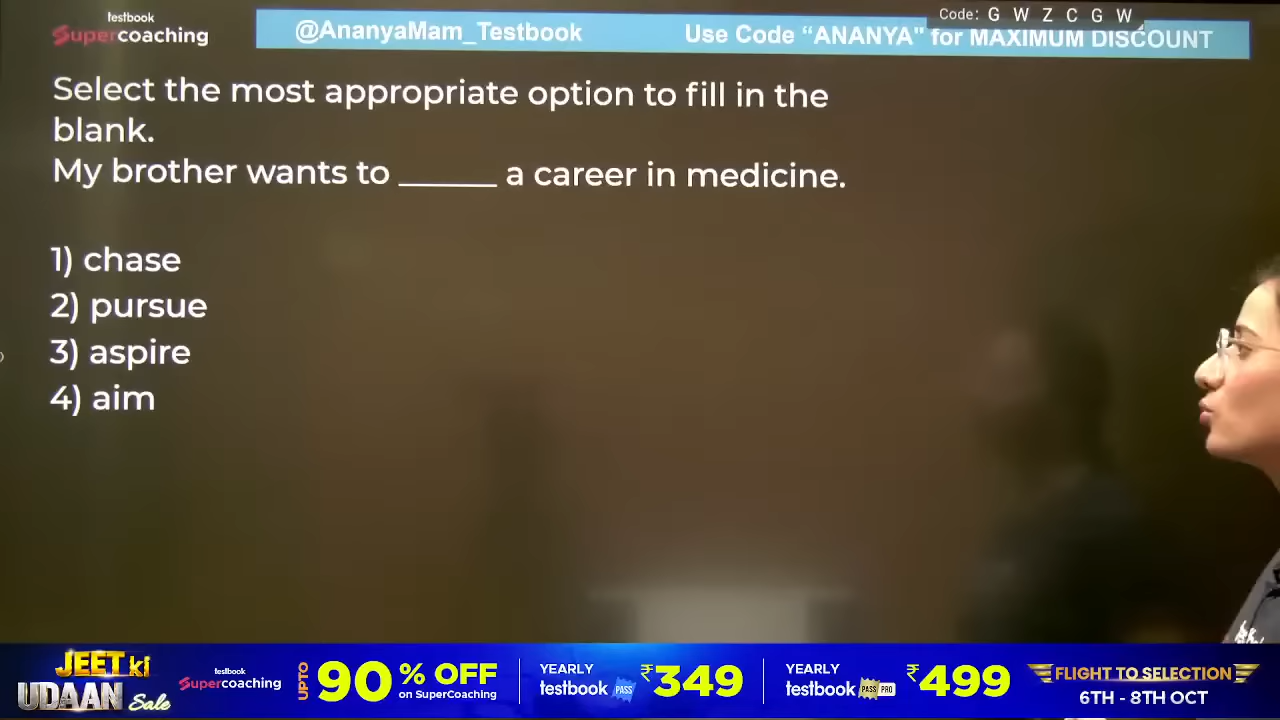 testbook
Supercoaching
@AnanyaMam_Testbook
Use Code “ANANYA" for MAXIMUM DISCOUNT
Code: G W Z C G W
Select the most appropriate option to fill in the
blank.
My brother wants to ______ a career in medicine.
1) chase
2) pursue
3) aspire
4) aim
JEET ki
UDAAN Sale
testbook
Supercoaching
UPTO
90% OFF
on SuperCoaching
YEARLY
testbook PASS
₹349
YEARLY
testbook PASS PRO
₹499
FLIGHT TO SELECTION
6TH - 8TH OCT